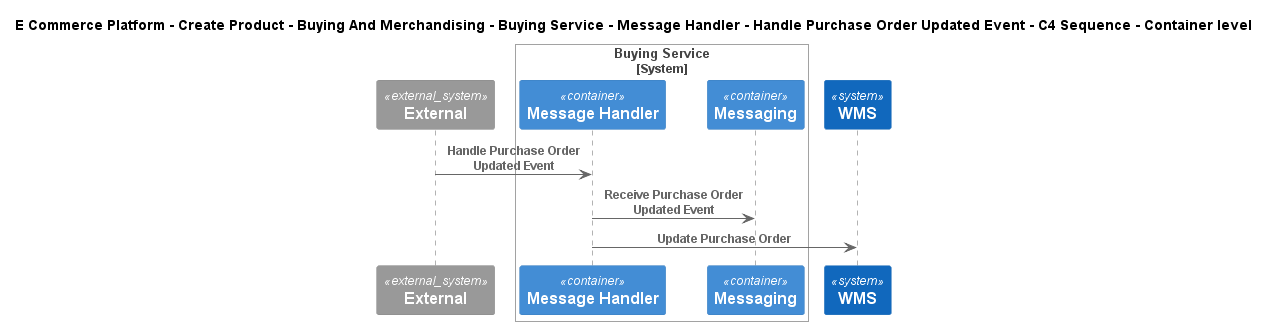 E Commerce Platform - Create Product - Buying And Merchandising - Buying Service - Message Handler - Handle Purchase Order Updated Event - C4 Sequence - Container level
Buying Service
[System]
«external_system»
External
«container»
Message Handler
«container»
Messaging
«system»
WMS
Handle Purchase Order
Updated Event
Receive Purchase Order
Updated Event
Update Purchase Order
«external_system»
External
«container»
Message Handler
«container»
Messaging
«system»
WMS